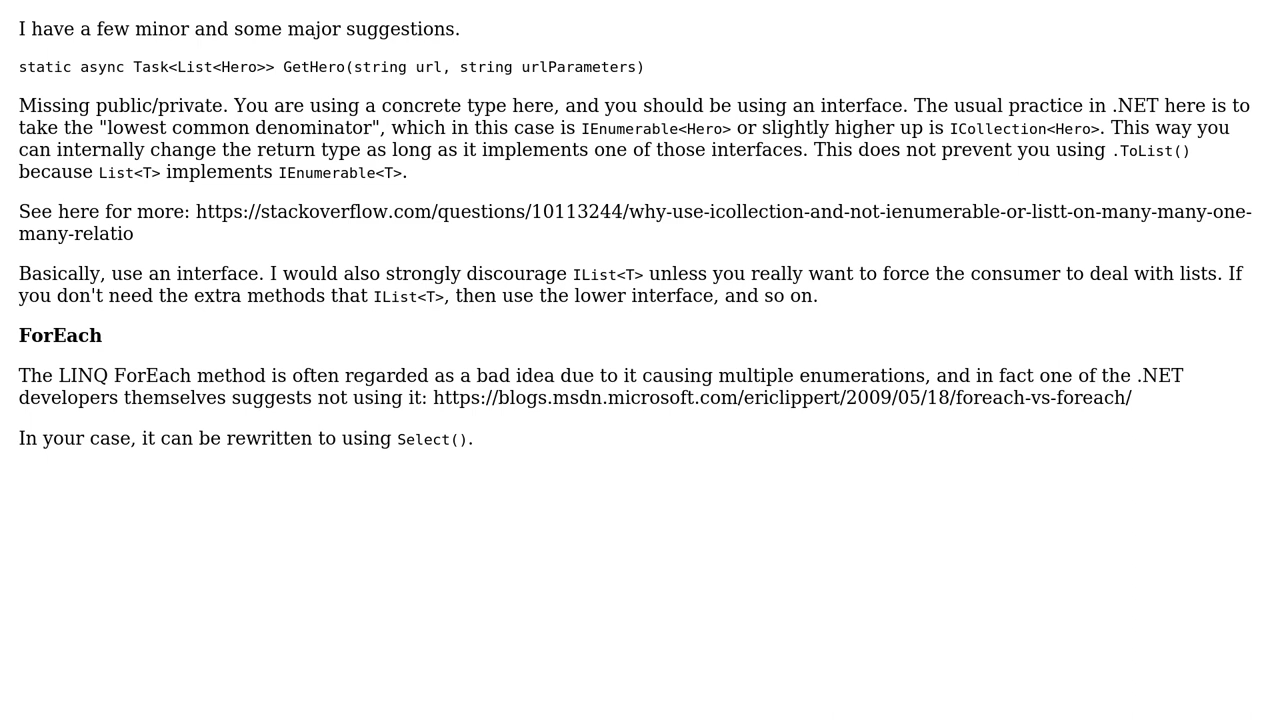 I have a few minor and some major suggestions.
static async Task<List<Hero>> GetHero(string url, string urlParameters)
Missing public/private. You are using a concrete type here, and you should be using an interface. The usual practice in .NET here is to
take the "lowest common denominator", which in this case is IEnumerable<Hero> or slightly higher up is ICollection<Hero>. This way you
can internally change the return type as long as it implements one of those interfaces. This does not prevent you using .ToList()
because List<T> implements IEnumerable<T>.
See here for more: https://stackoverflow.com/questions/10113244/why-use-icollection-and-not-ienumerable-or-listt-on-many-many-one-
many-relatio
Basically, use an interface. I would also strongly discourage IList<T> unless you really want to force the consumer to deal with lists. If
you don't need the extra methods that IList<T>, then use the lower interface, and so on.
ForEach
The LINQ ForEach method is often regarded as a bad idea due to it causing multiple enumerations, and in fact one of the .NET
developers themselves suggests not using it: https://blogs.msdn.microsoft.com/ericlippert/2009/05/18/foreach-vs-foreach/
In your case, it can be rewritten to using Select().